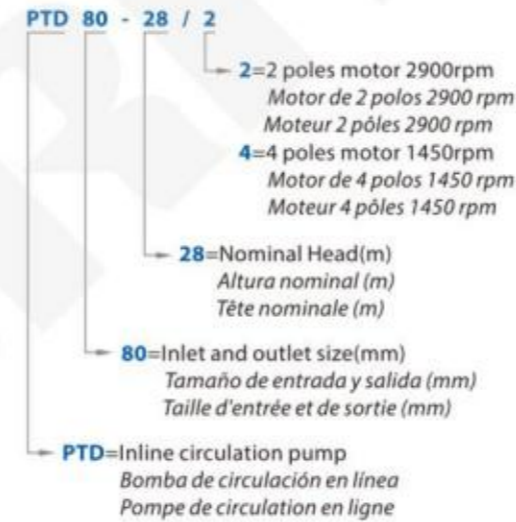 PTD 80 - 28 / 2
2=2 poles motor 2900rpm
Motor de 2 polos 2900 rpm
Moteur 2 pôles 2900 rpm
4=4 poles motor 1450rpm
Motor de 4 polos 1450 rpm
Moteur 4 pôles 1450 rpm
28=Nominal Head(m)
Altura nominal (m)
Tête nominale (m)
80=Inlet and outlet size(mm)
Tamaño de entrada y salida (mm)
Taille d'entrée et de sortie (mm)
PTD=Inline circulation pump
Bomba de circulación en línea
Pompe de circulation en ligne